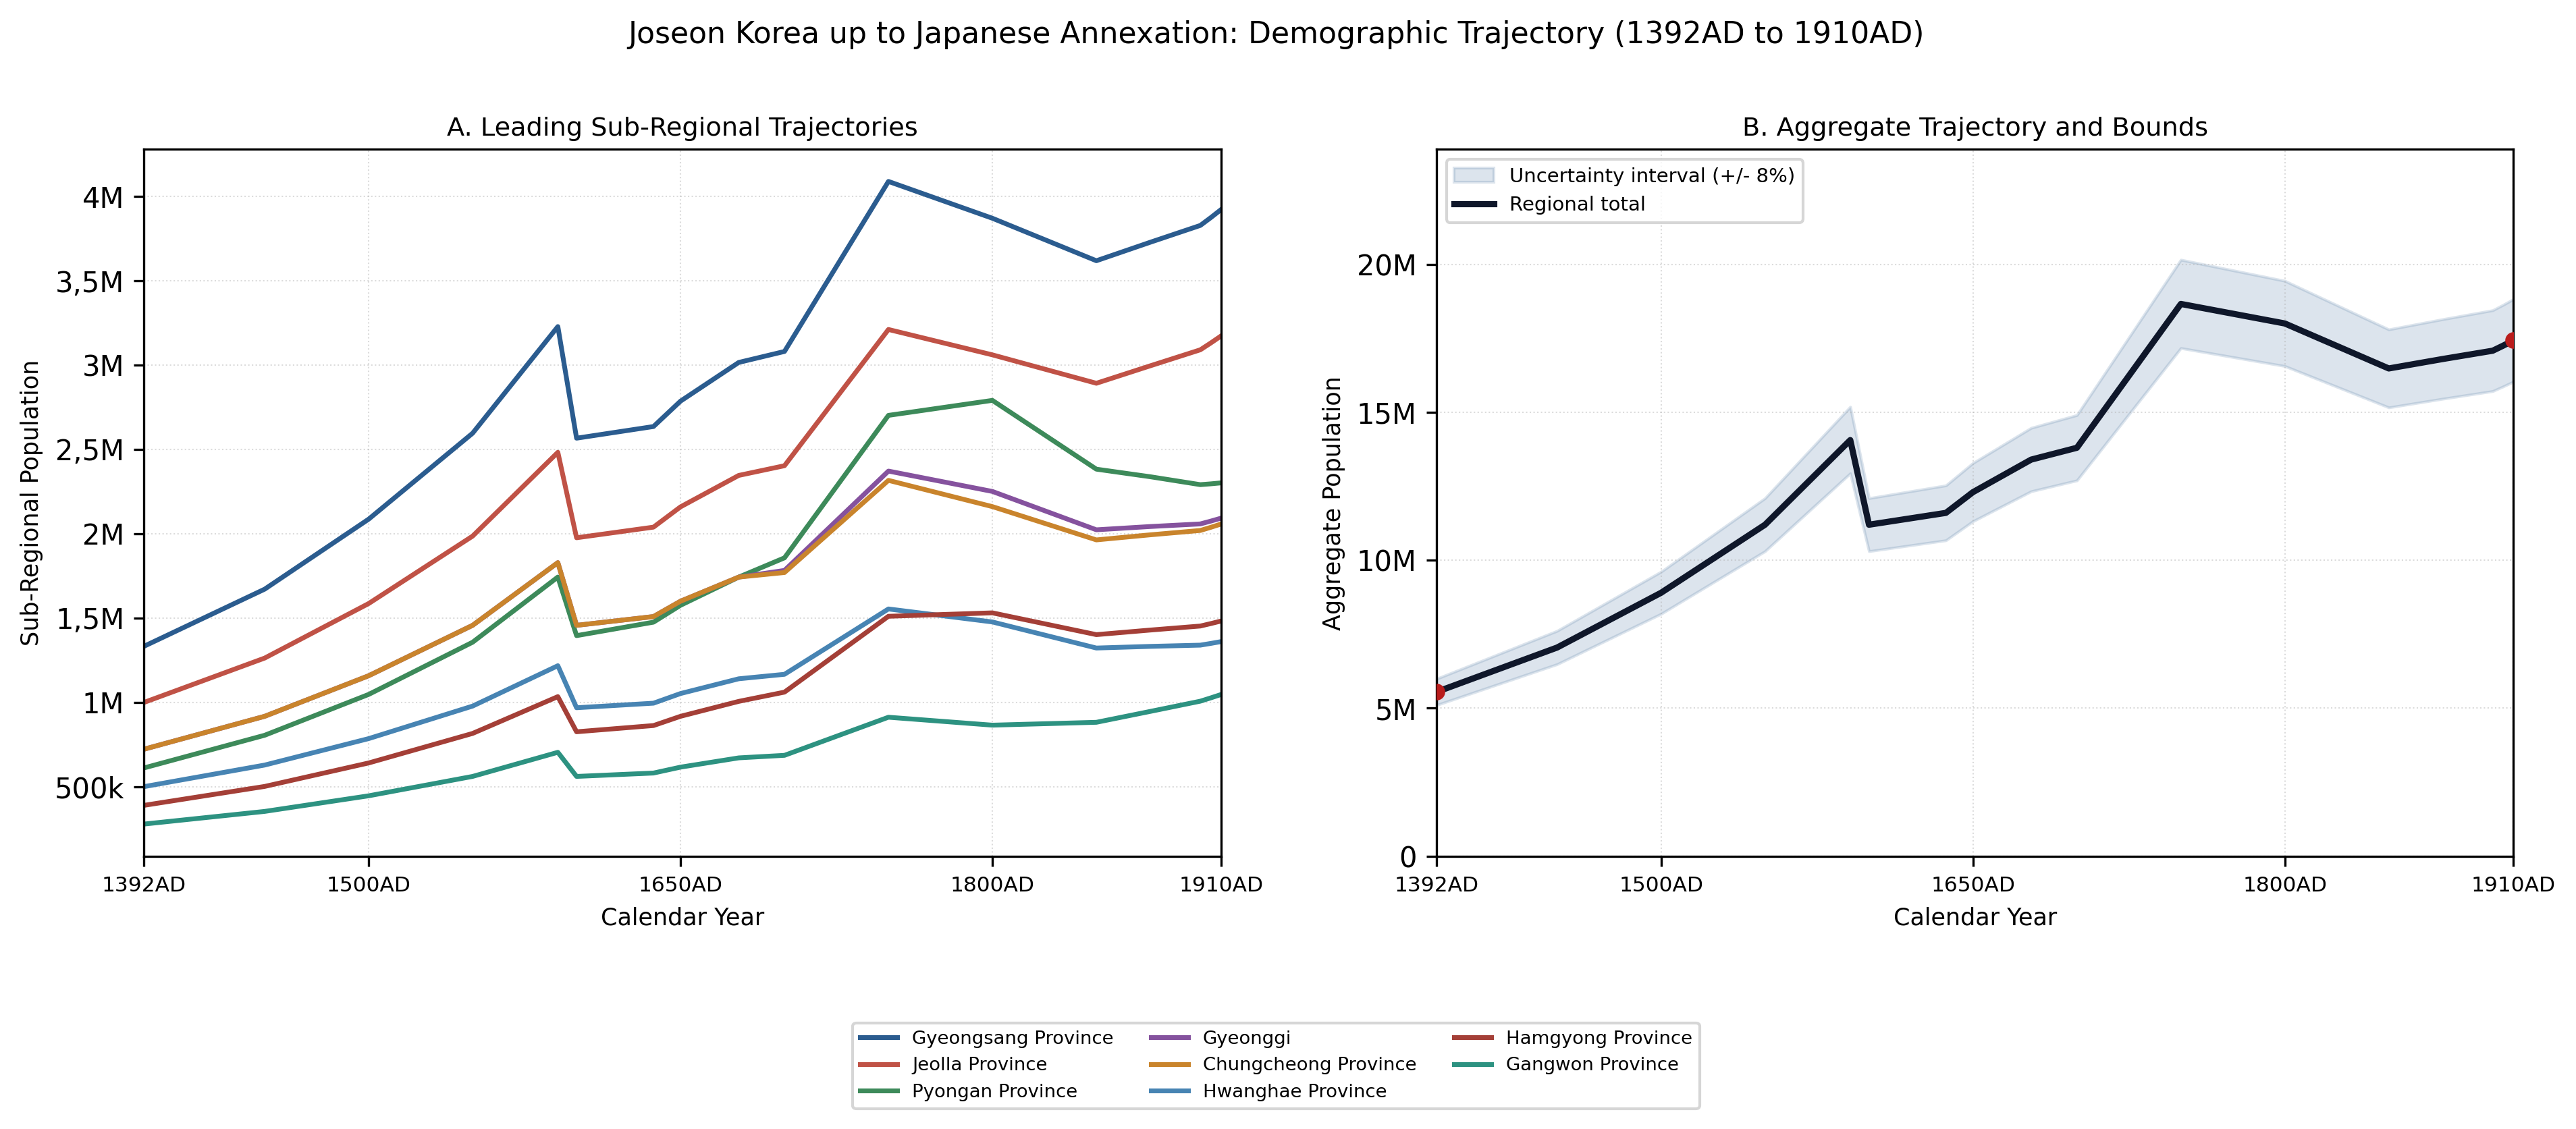 Joseon Korea up to Japanese Annexation: Demographic Trajectory (1392AD to 1910AD)
A. Leading Sub-Regional Trajectories
Sub-Regional Population
4M
3,5M
3M
2,5M
2M
1,5M
1M
500k
1392AD
1500AD
1650AD
1800AD
1910AD
Calendar Year
B. Aggregate Trajectory and Bounds
Uncertainty interval (+/- 8%)
Regional total
Aggregate Population
20M
15M
10M
5M
0
1392AD
1500AD
1650AD
1800AD
1910AD
Calendar Year
Gyeongsang Province
Jeolla Province
Pyongan Province
Gyeonggi
Chungcheong Province
Hwanghae Province
Hamgyong Province
Gangwon Province